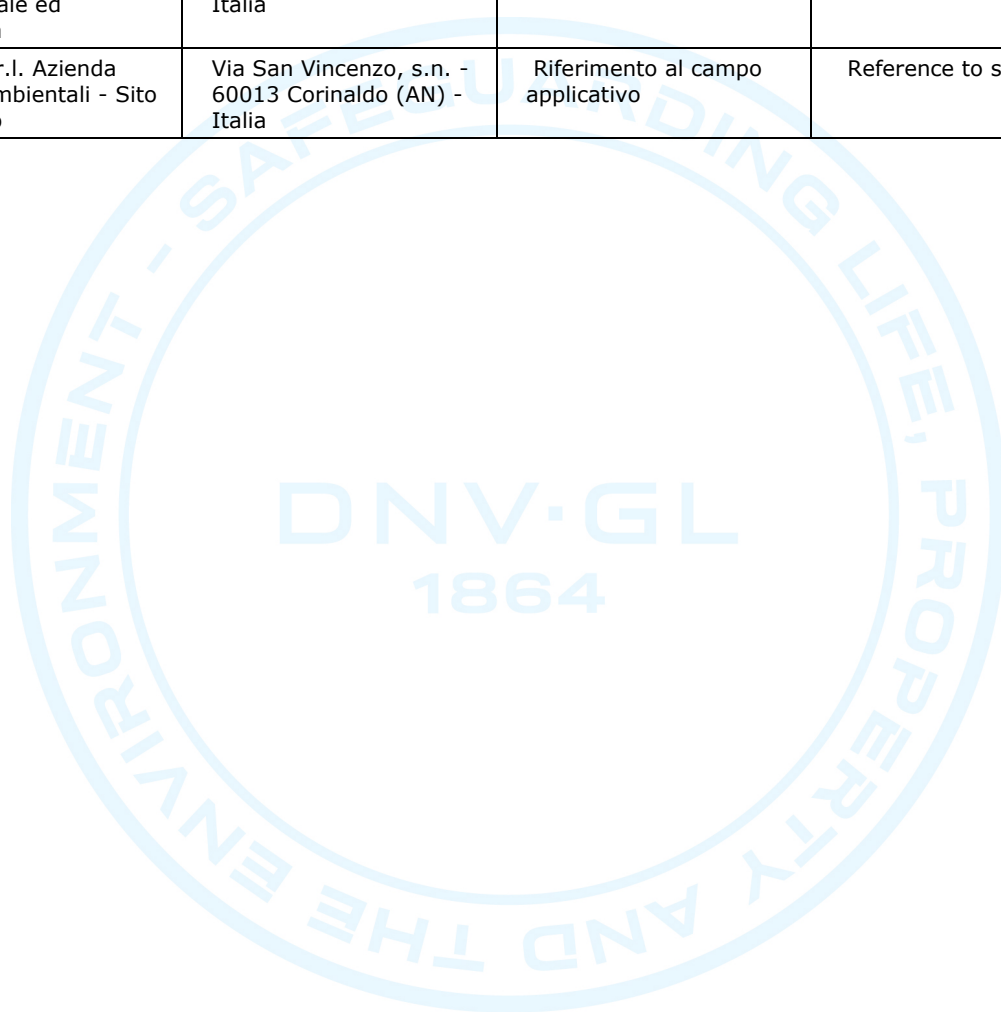 ale ed
Italia
r.l. Azienda
mbientali - Sito
Via San Vincenzo, s.n. -
60013 Corinaldo (AN) -
Italia
Riferimento al campo
applicativo
Reference to s
SAFEGUARDING LIFE, PROPERTY AND THE ENVIRONMENT -
DNV·GL
1864